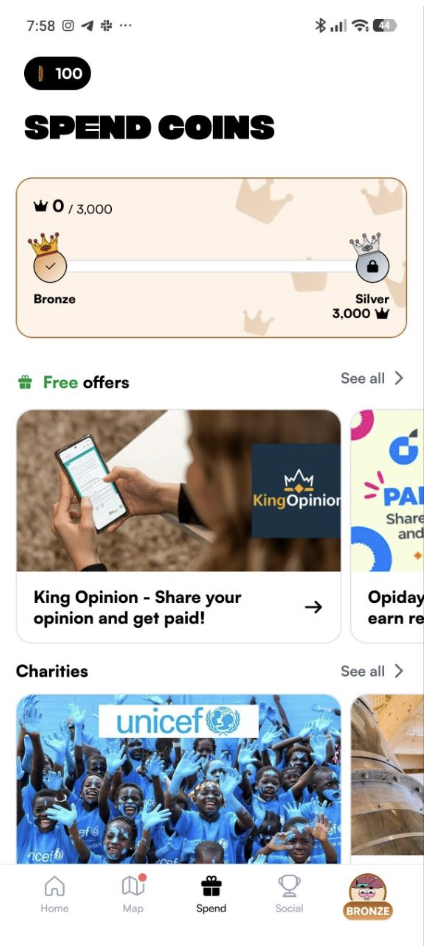 7:58
44
100
SPEND COINS
0 / 3,000
Bronze
Silver
3,000
Free offers
See all
KingOpinion
King Opinion - Share your
opinion and get paid!
PAI
Share
and
Opiday
earn re
Charities
See all
unicef
unicef
Home
Map
Spend
Social
BRONZE